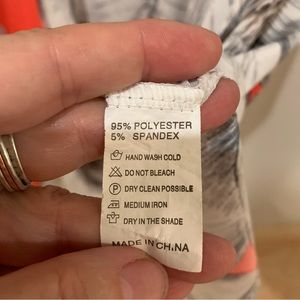 95% POLYESTER
5% SPANDEX
HAND WASH COLD
DO NOT BLEACH
P DRY CLEAN POSSIBLE
MEDIUM IRON
DRY IN THE SHADE
MADE IN CHINA